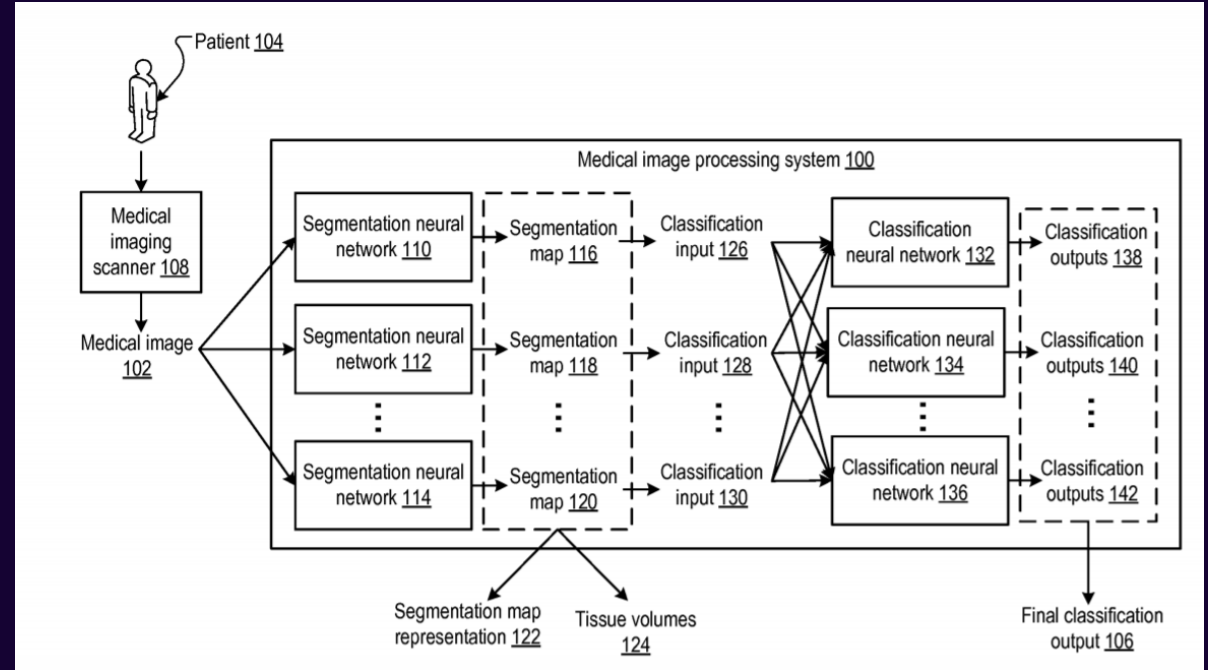 Patient 104
Medical image processing system 100
Medical
imaging
scanner 108
Medical image
102
Segmentation neural
network 110
Segmentation
map 116
Classification
input 126
Classification
neural network 132
Classification
outputs 138
Segmentation neural
network 112
Segmentation
map 118
Classification
input 128
Classification neural
network 134
Classification
outputs 140
Segmentation neural
network 114
Segmentation
map 120
Classification
input 130
Classification neural
network 136
Classification
outputs 142
Segmentation map
representation 122
Tissue volumes
124
Final classification
output 106